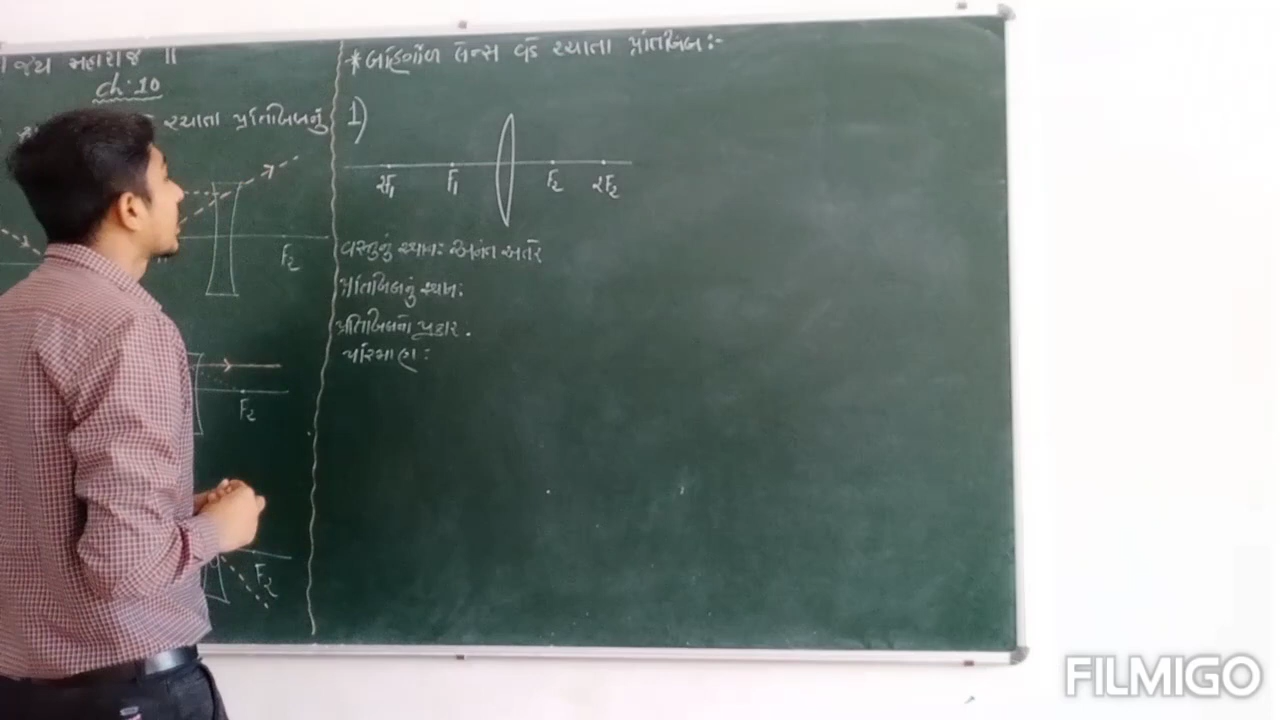 જય મહારાજ ॥
Ch: 10
રચાતા પ્રતિબિંબનું
F₂
F₂
F₂
* બહિર્ગોળ લેન્સ વડે રચાતા પ્રતિબિંબ:-
1)
2F₁ F₁ F₂ 2F₂
વસ્તુનું સ્થાન: અનંત અંતરે
પ્રતિબિંબનું સ્થાન:
પ્રતિબિંબનો પ્રકાર.
પરિમાણ:
FILMIGO